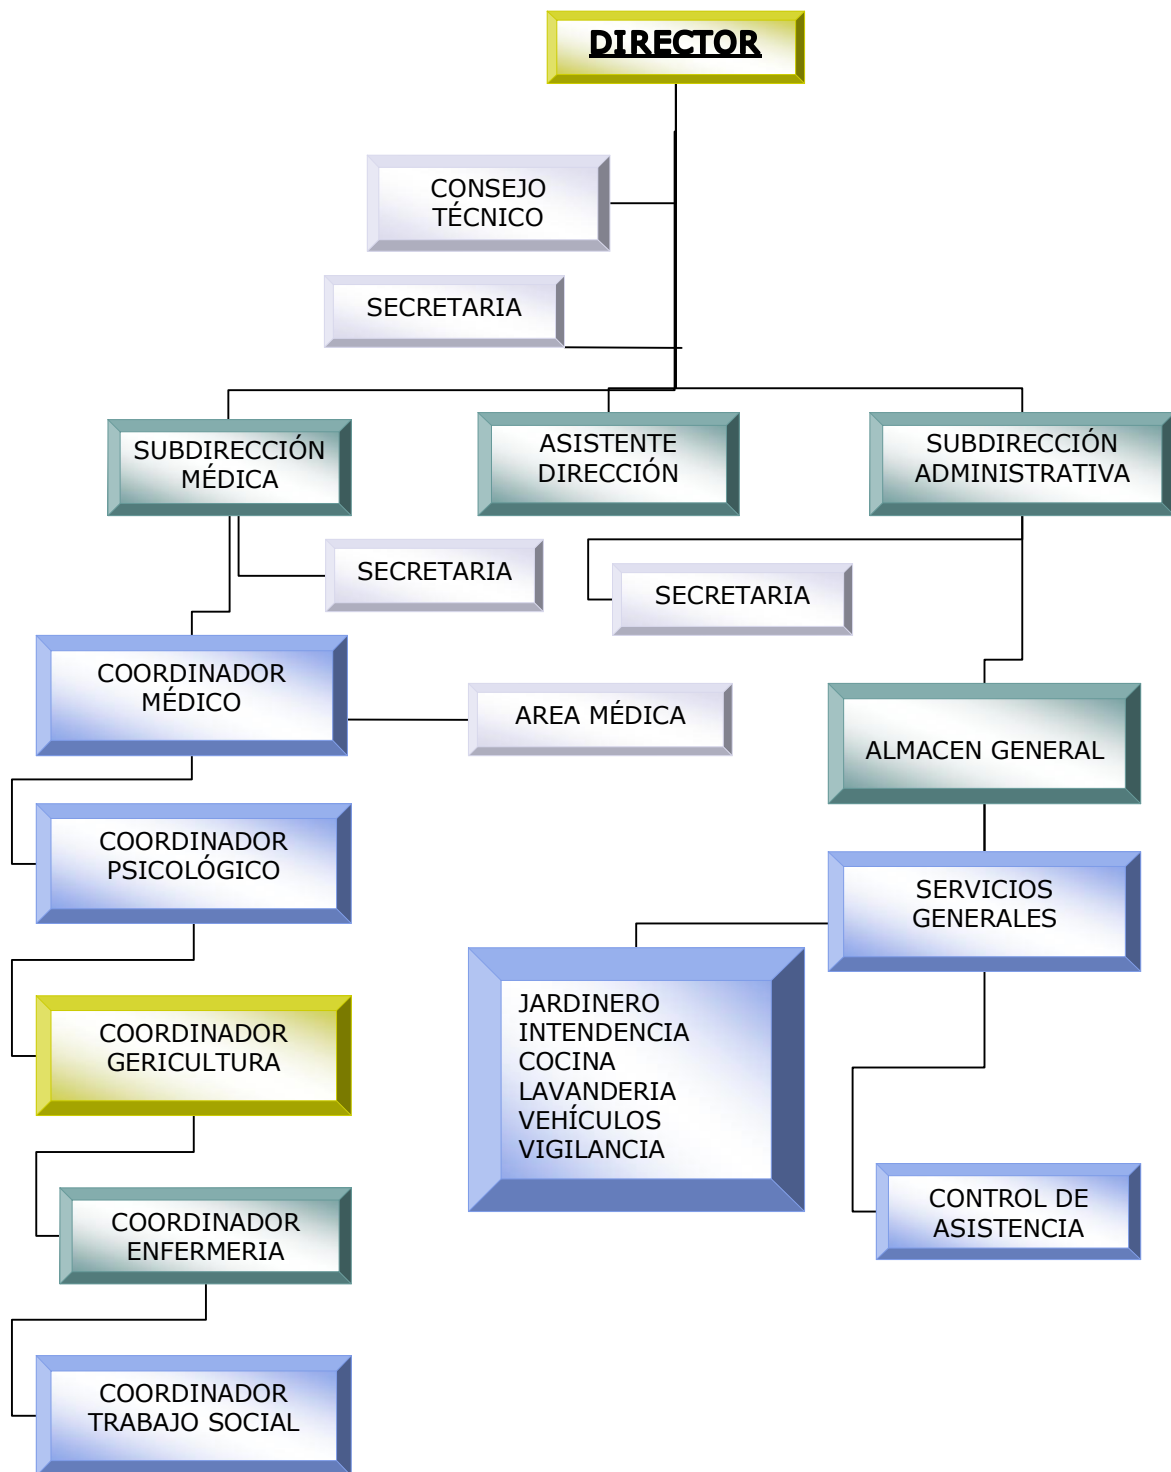 DIRECTOR
CONSEJO
TÉCNICO
SECRETARIA
SUBDIRECCIÓN
MÉDICA
ASISTENTE
DIRECCIÓN
SUBDIRECCIÓN
ADMINISTRATIVA
SECRETARIA
SECRETARIA
COORDINADOR
MÉDICO
AREA MÉDICA
ALMACEN GENERAL
COORDINADOR
PSICOLÓGICO
SERVICIOS
GENERALES
JARDINERO
INTENDENCIA
COCINA
LAVANDERIA
VEHÍCULOS
VIGILANCIA
COORDINADOR
GERICULTURA
COORDINADOR
ENFERMERIA
CONTROL DE
ASISTENCIA
COORDINADOR
TRABAJO SOCIAL